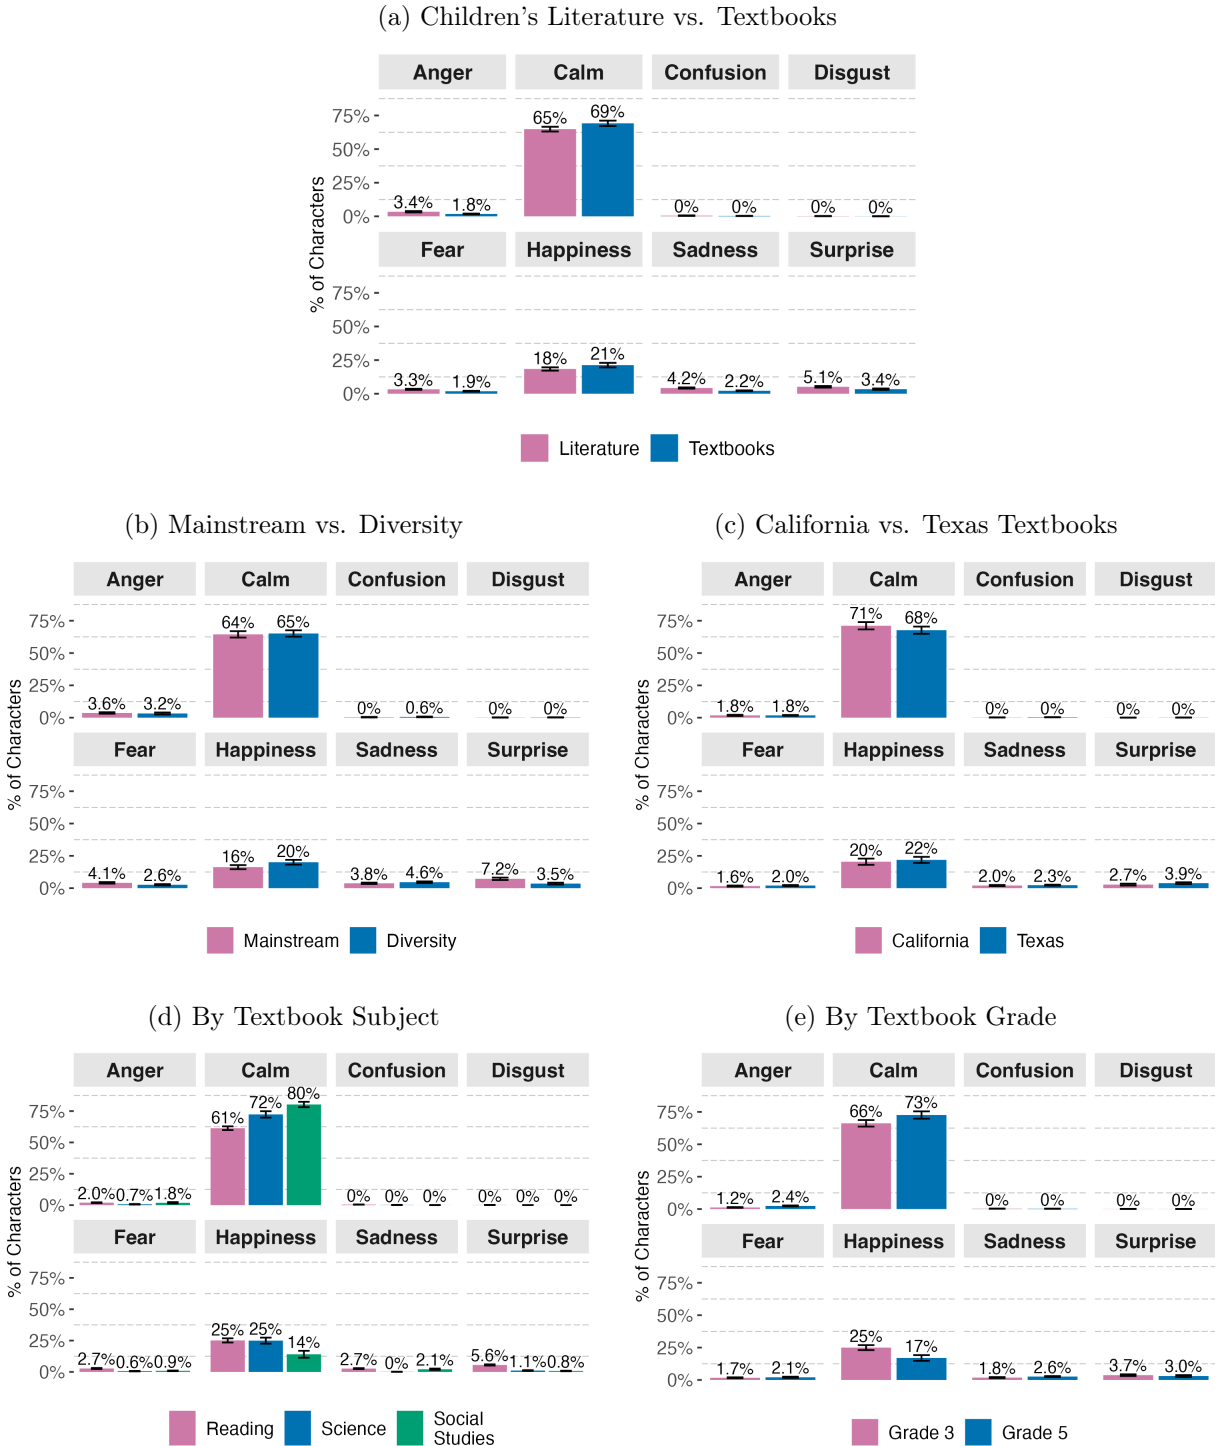 (a) Children's Literature vs. Textbooks
Anger Calm Confusion Disgust
75%
50%
25%
0%
3.4% 1.8% 65% 69% 0% 0% 0% 0%
Fear Happiness Sadness Surprise
75%
50%
25%
0%
3.3% 1.9% 18% 21% 4.2% 2.2% 5.1% 3.4%
% of Characters
Literature Textbooks
(b) Mainstream vs. Diversity
Anger Calm Confusion Disgust
75%
50%
25%
0%
3.6% 3.2% 64% 65% 0% 0.6% 0% 0%
Fear Happiness Sadness Surprise
75%
50%
25%
0%
4.1% 2.6% 16% 20% 3.8% 4.6% 7.2% 3.5%
% of Characters
Mainstream Diversity
(c) California vs. Texas Textbooks
Anger Calm Confusion Disgust
75%
50%
25%
0%
1.8% 1.8% 71% 68% 0% 0% 0% 0%
Fear Happiness Sadness Surprise
75%
50%
25%
0%
1.6% 2.0% 20% 22% 2.0% 2.3% 2.7% 3.9%
% of Characters
California Texas
(d) By Textbook Subject
Anger Calm Confusion Disgust
75%
50%
25%
0%
2.0% 0.7% 1.8% 61% 72% 80% 0% 0% 0% 0% 0% 0%
Fear Happiness Sadness Surprise
75%
50%
25%
0%
2.7% 0.6% 0.9% 25% 25% 14% 2.7% 0% 2.1% 5.6% 1.1% 0.8%
% of Characters
Reading Science Social
Studies
(e) By Textbook Grade
Anger Calm Confusion Disgust
75%
50%
25%
0%
1.2% 2.4% 66% 73% 0% 0% 0% 0%
Fear Happiness Sadness Surprise
75%
50%
25%
0%
1.7% 2.1% 25% 17% 1.8% 2.6% 3.7% 3.0%
% of Characters
Grade 3 Grade 5